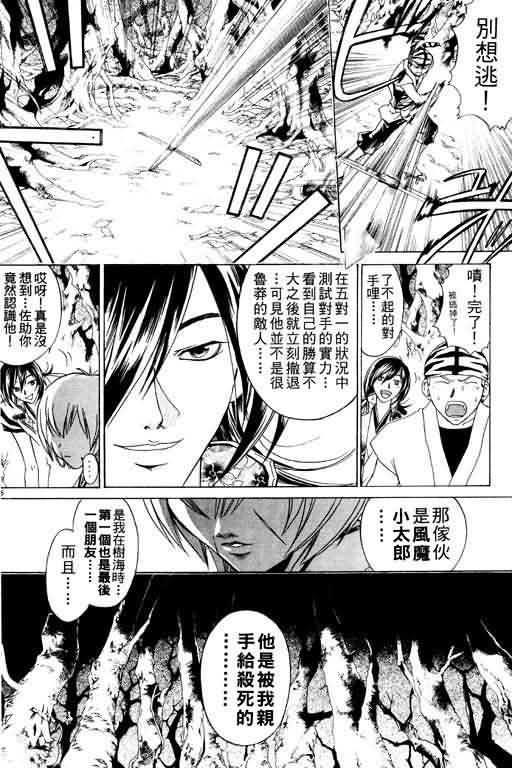 別想逃！
嘖！完了！
被逃掉了！
了不起的對
手哩……
在五對一的狀況中
測試對手的實力…
看到自己的勝算不
大之後就立刻撤退
…可見他並不是很
魯莽的敵人……
哎呀！真是沒
想到…佐助你
竟然認識他！
……
那傢伙
是風魔
小太郎
…………
是我在樹海時…
第一個也是最後
一個朋友……
而且…
他是被我親
手給殺死的
…………